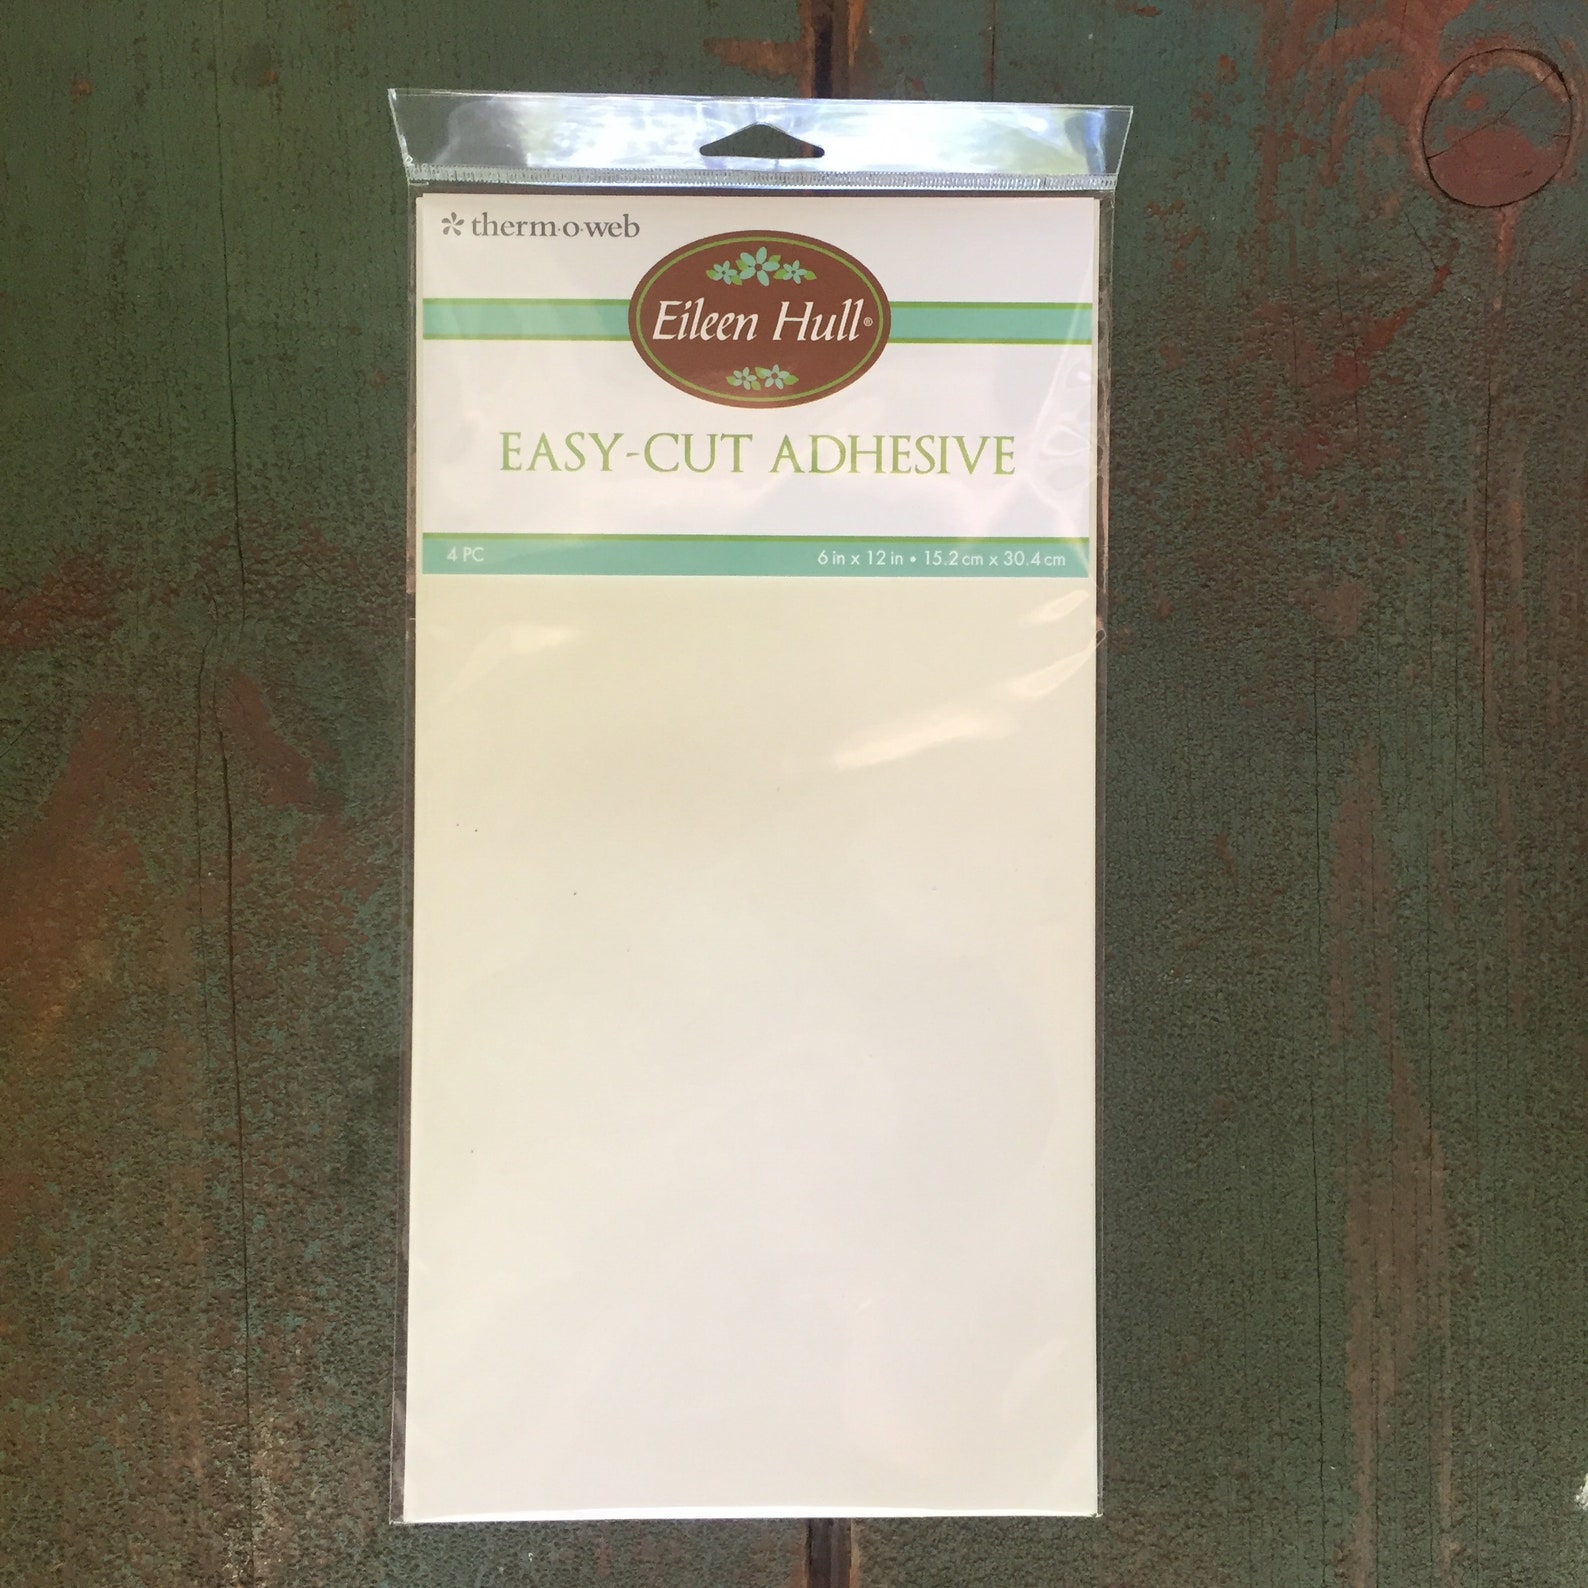 therm·o·web
Eileen Hull®
EASY-CUT ADHESIVE
4 PC
6 in x 12 in • 15.2 cm x 30.4 cm